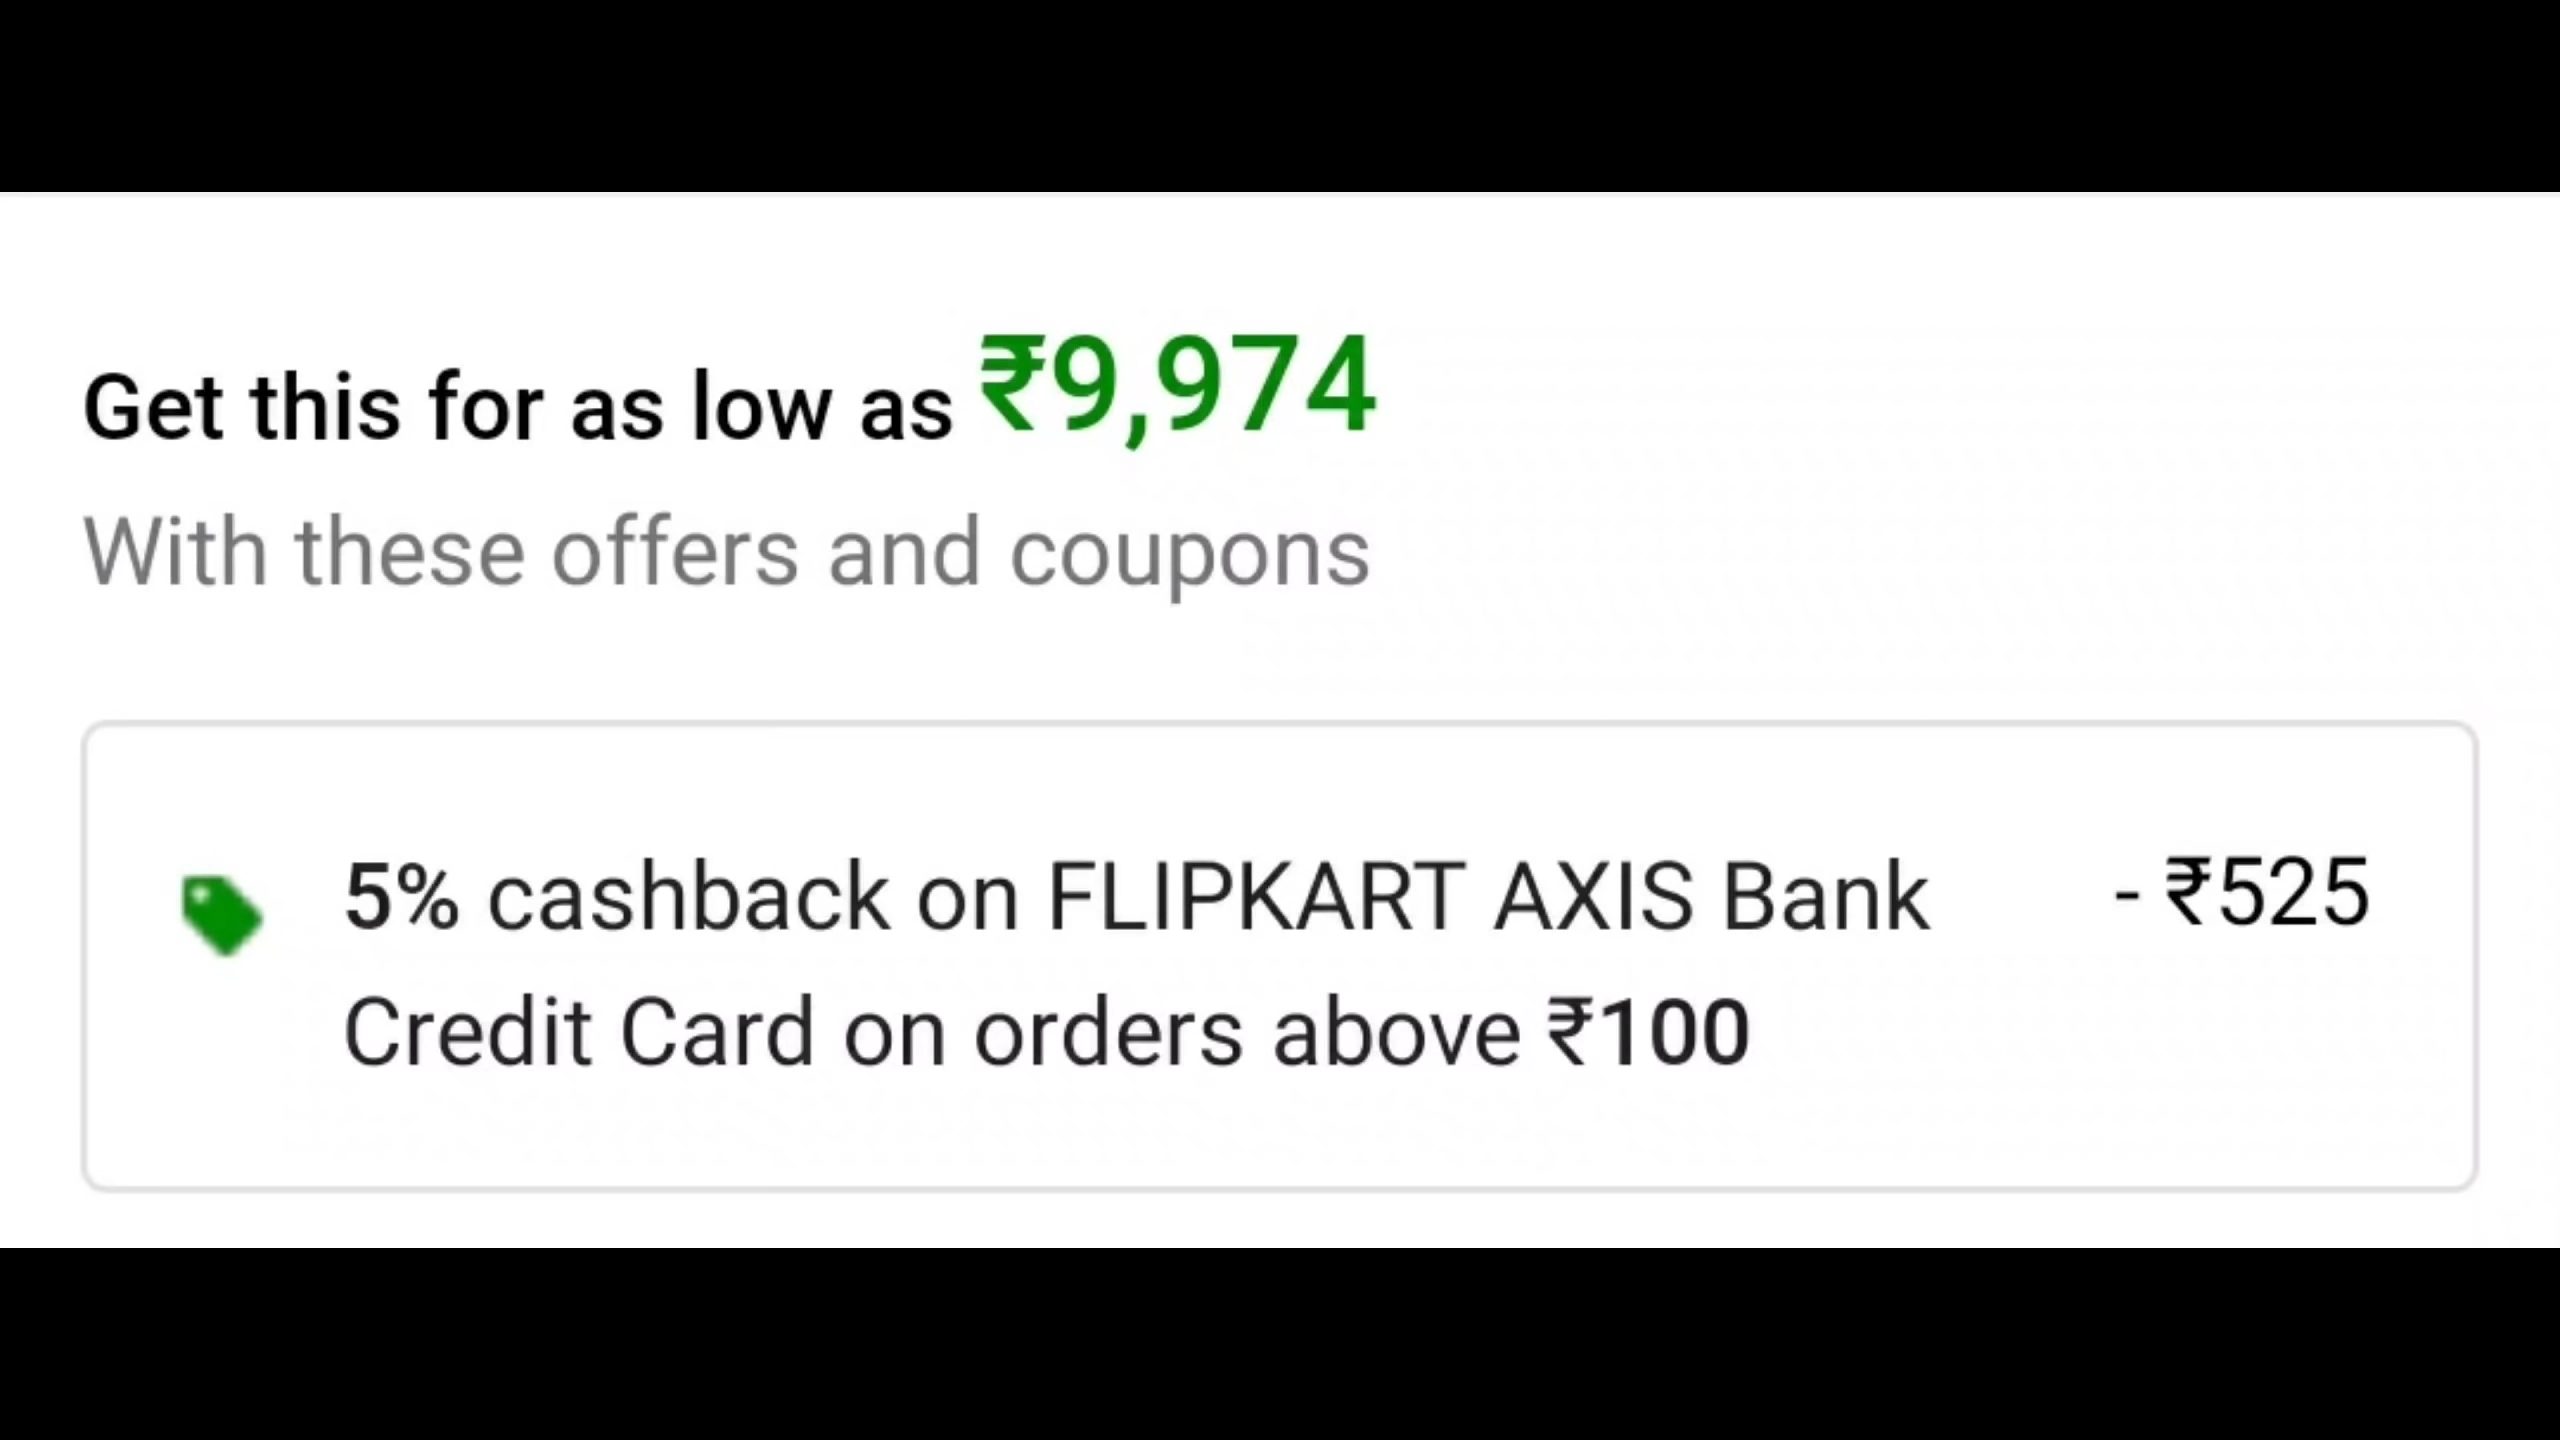 Get this for as low as ₹9,974
With these offers and coupons
5% cashback on FLIPKART AXIS Bank - ₹525
Credit Card on orders above ₹100